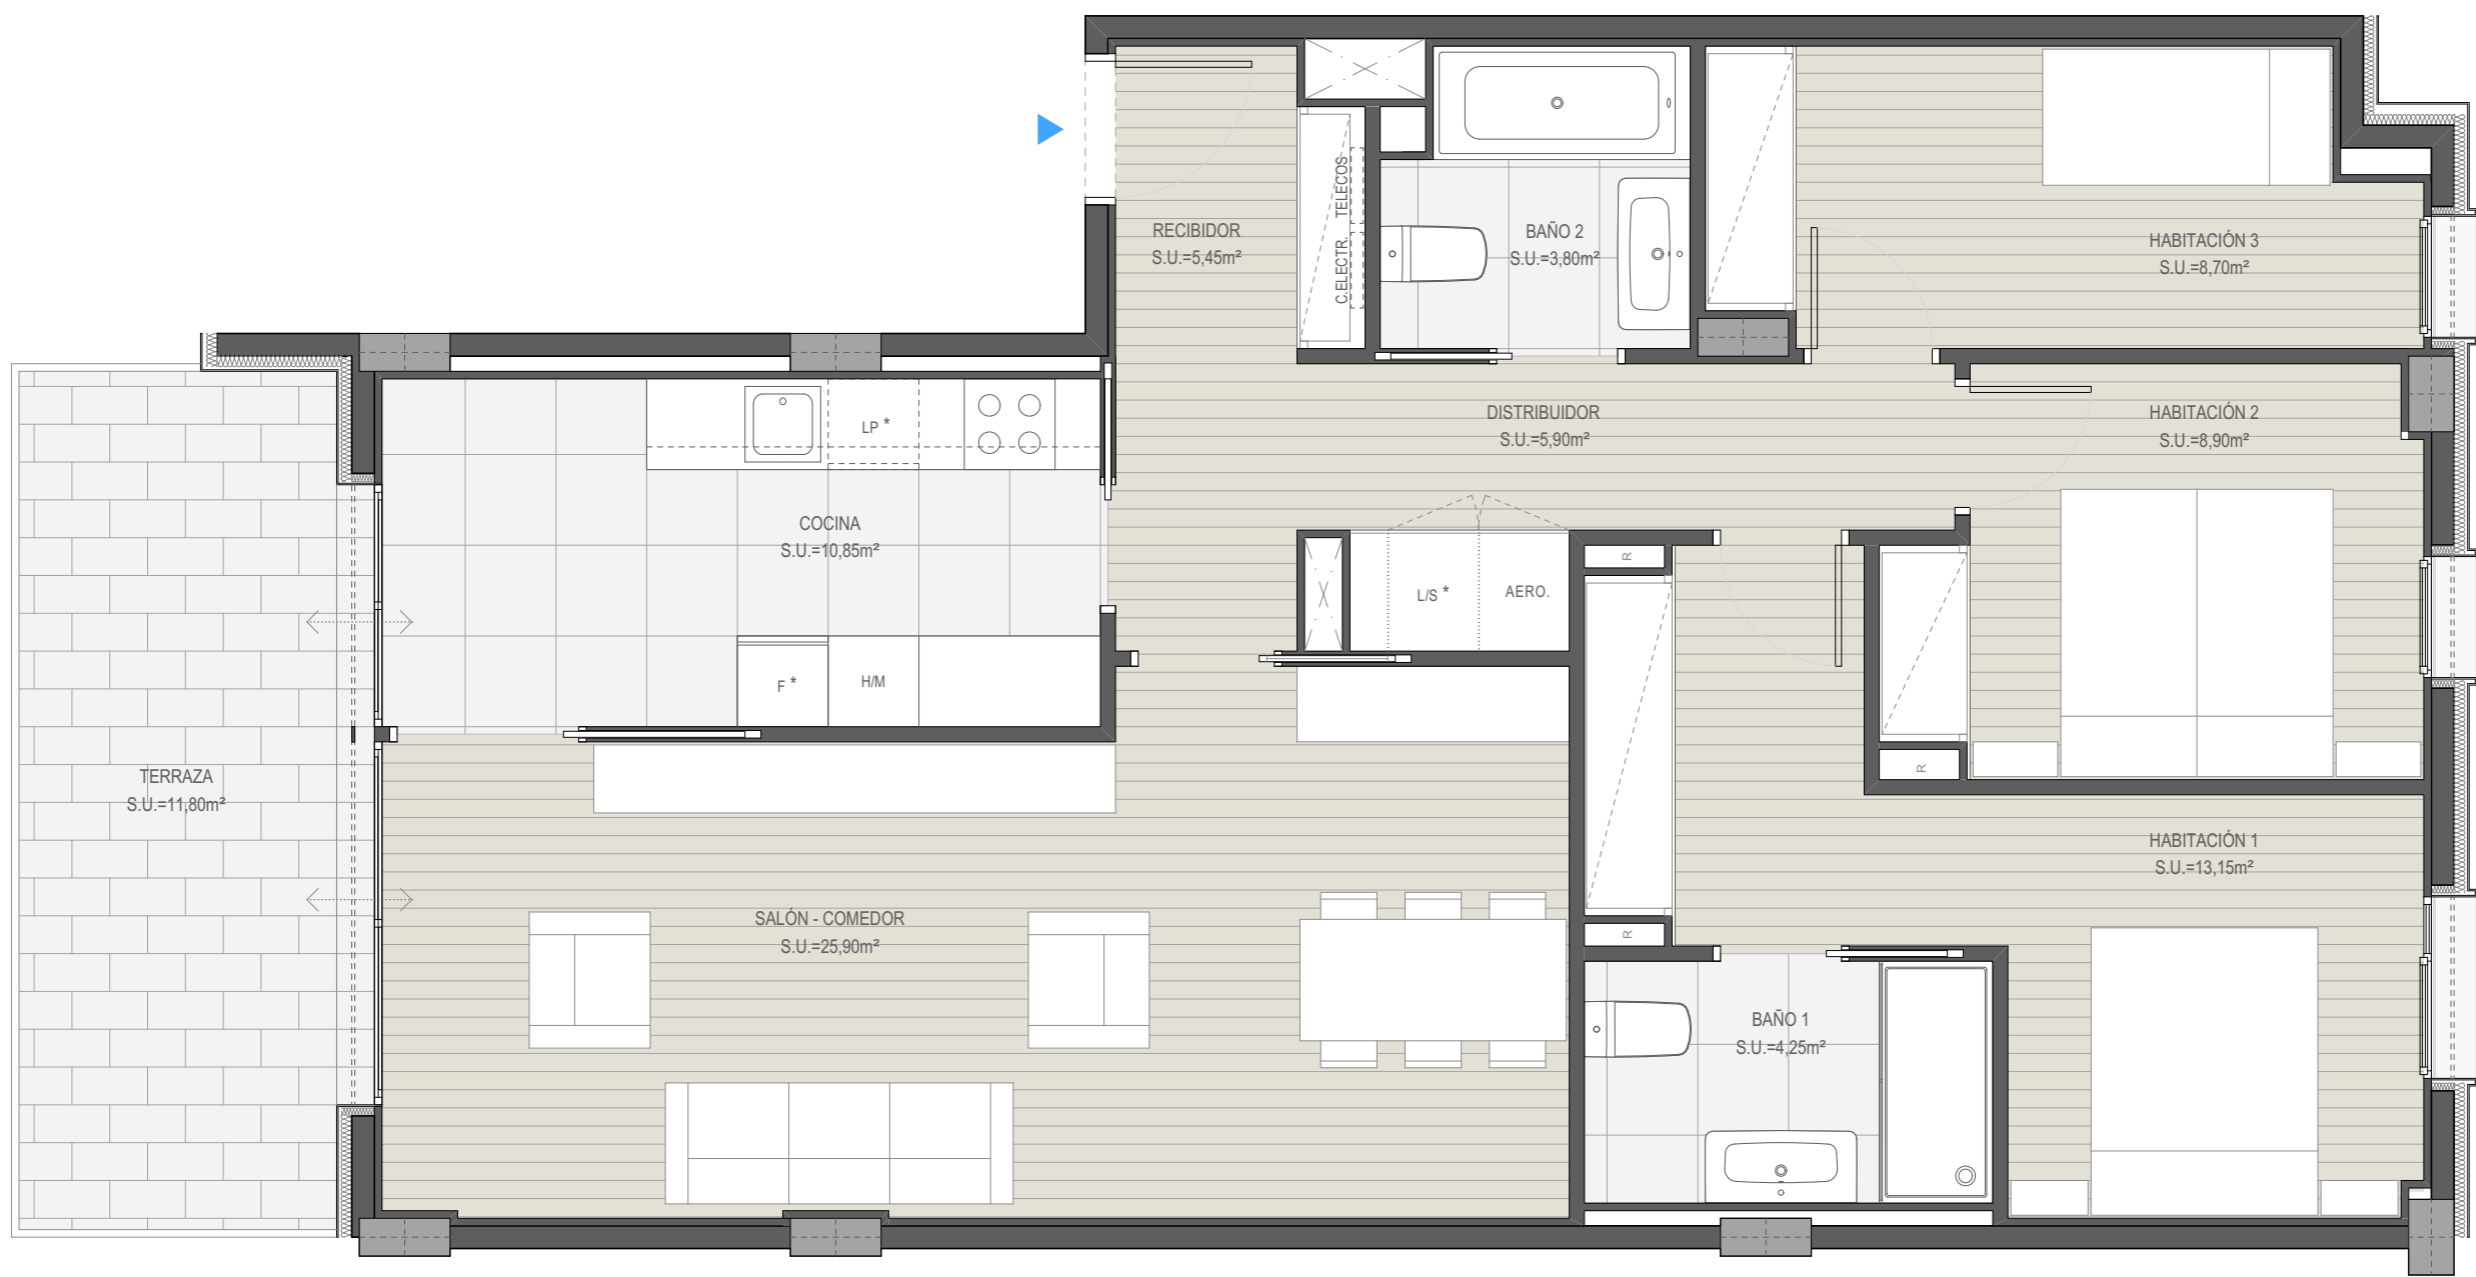 RECIBIDOR
S.U.=5,45m²
C.ELECTR. TELECOS
BAÑO 2
S.U.=3,80m²
HABITACIÓN 3
S.U.=8,70m²
LP *
DISTRIBUIDOR
S.U.=5,90m²
HABITACIÓN 2
S.U.=8,90m²
COCINA
S.U.=10,85m²
R
L/S *
AERO.
F *
H/M
R
TERRAZA
S.U.=11,80m²
HABITACIÓN 1
S.U.=13,15m²
SALÓN - COMEDOR
S.U.=25,90m²
R
BAÑO 1
S.U.=4,25m²